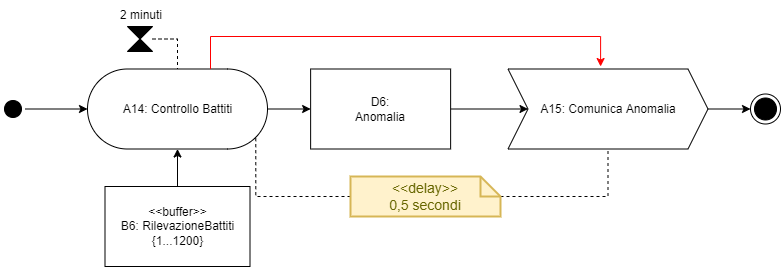 2 minuti
A14: Controllo Battiti
D6:
Anomalia
A15: Comunica Anomalia
<<delay>>
0,5 secondi
<<buffer>>
B6: RilevazioneBattiti
{1...1200}